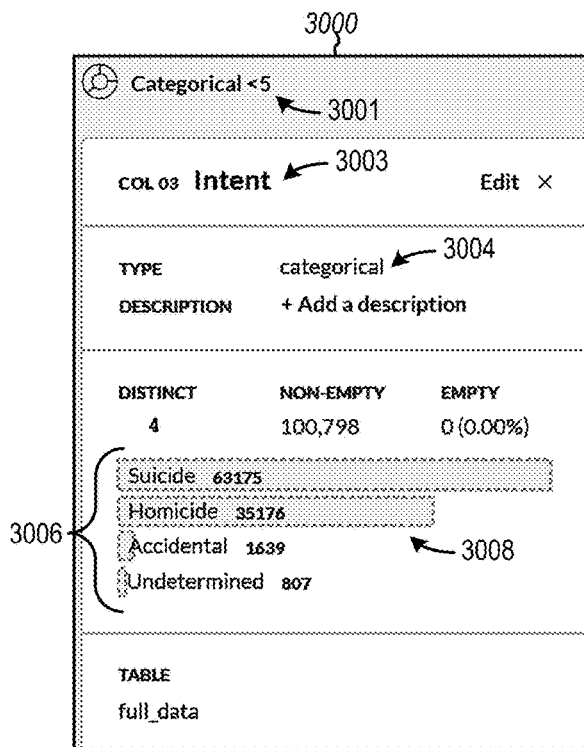 3000
Categorical <5
3001
COL 03 Intent
3003
Edit ×
3004
TYPE categorical
DESCRIPTION + Add a description
DISTINCT NON-EMPTY EMPTY
4 100,798 0 (0.00%)
Suicide 63175
Homicide 35176
3006
3008
Accidental 1639
Undetermined 807
TABLE
full_data